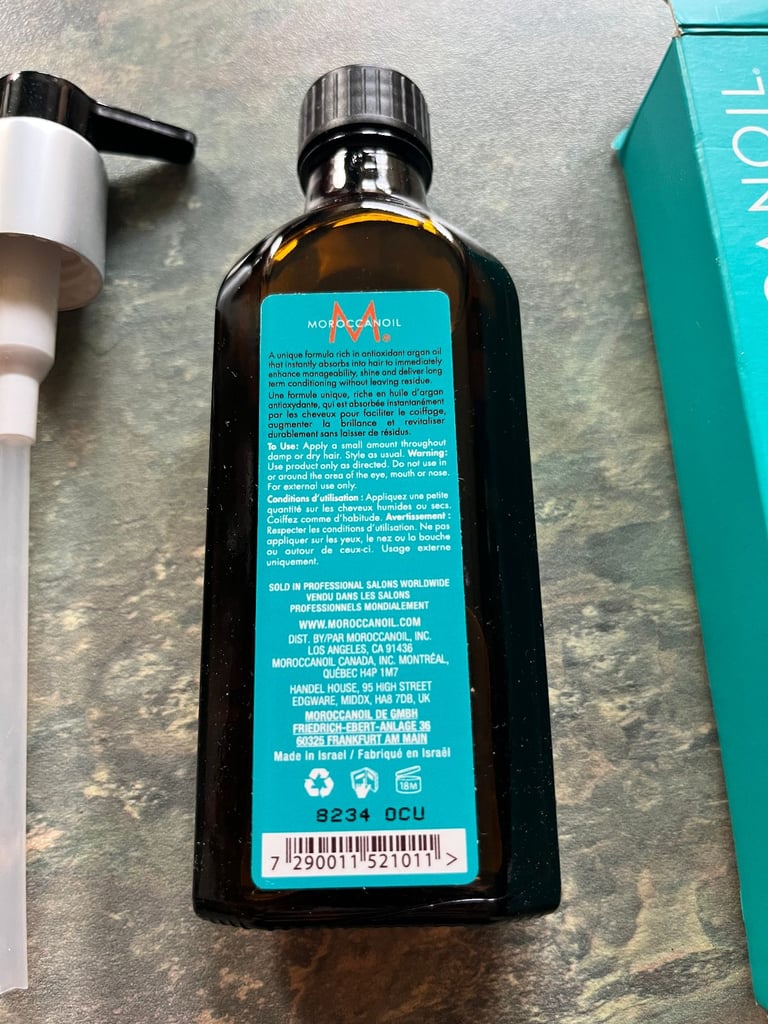 MOROCCANOIL
M®
A unique formula rich in antioxidant argan oil
that instantly absorbs into hair to immediately
enhance manageability, shine and deliver long
term conditioning without leaving residue.
Une formule unique, riche en huile d'argan
antioxydante, qui est absorbée instantanément
par les cheveux pour faciliter le coiffage,
augmenter la brillance et revitaliser
durablement sans laisser de résidus.
To Use: Apply a small amount throughout
damp or dry hair. Style as usual. Warning:
Use product only as directed. Do not use in
or around the area of the eye, mouth or nose.
For external use only.
Conditions d'utilisation : Appliquez une petite
quantité sur les cheveux humides ou secs.
Coiffez comme d'habitude. Avertissement :
Respecter les conditions d'utilisation. Ne pas
appliquer sur les yeux, le nez ou la bouche
ou autour de ceux-ci. Usage externe
uniquement.
SOLD IN PROFESSIONAL SALONS WORLDWIDE
VENDU DANS LES SALONS
PROFESSIONNELS MONDIALEMENT
WWW.MOROCCANOIL.COM
DIST. BY/PAR MOROCCANOIL, INC.
LOS ANGELES, CA 91436
MOROCCANOIL CANADA, INC. MONTRÉAL,
QUÉBEC H4P 1M7
HANDEL HOUSE, 95 HIGH STREET
EDGWARE, MIDDX, HA8 7DB, UK
MOROCCANOIL DE GMBH
FRIEDRICH-EBERT-ANLAGE 36
60325 FRANKFURT AM MAIN
Made in Israel / Fabriqué en Israël
18M
8234 OCU
7 290011 521011 >
ANOIL®